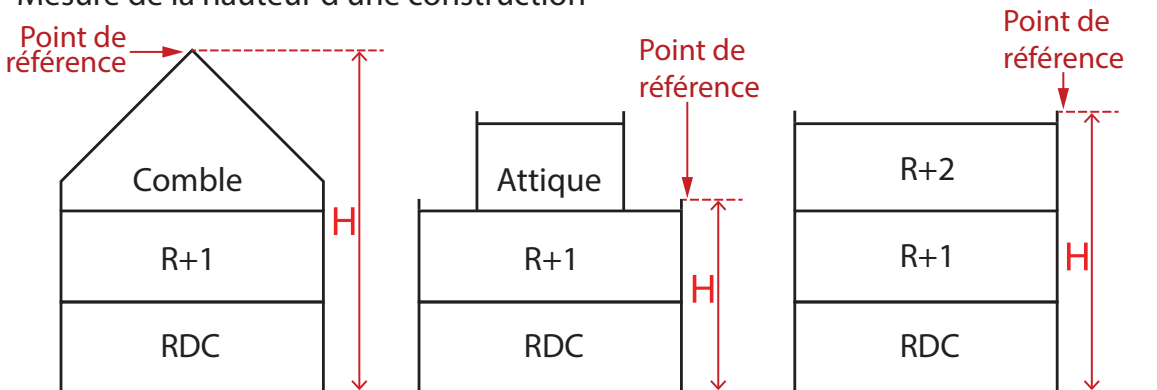 Mesure de la hauteur d'une construction
Point de
référence
Comble
R+1
RDC
H
Point de
référence
Attique
R+1
RDC
H
Point de
référence
R+2
R+1
RDC
H